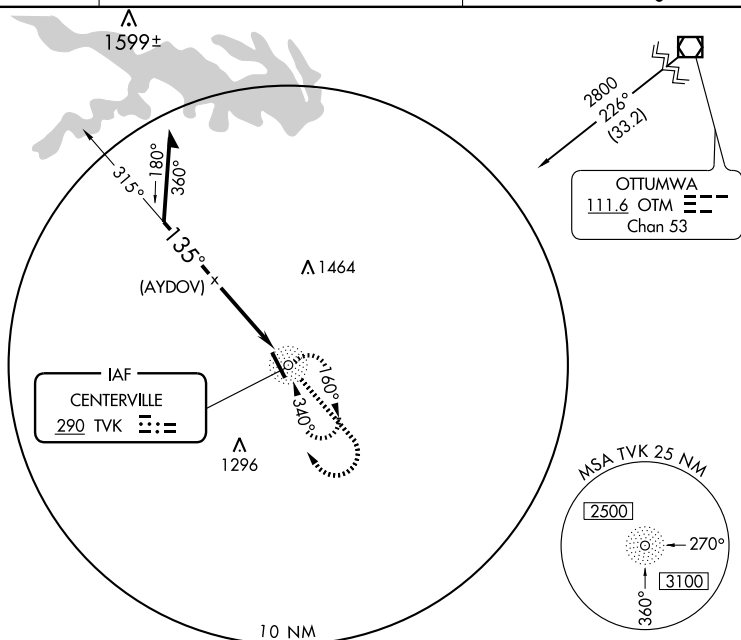 1599±
2800
226°
(33.2)
OTTUMWA
111.6 OTM
Chan 53
315°
180°
360°
135°
(AYDOV)
1464
IAF
CENTERVILLE
290 TVK
160°
340°
1296
MSA TVK 25 NM
2500
270°
3100
360°
10 NM